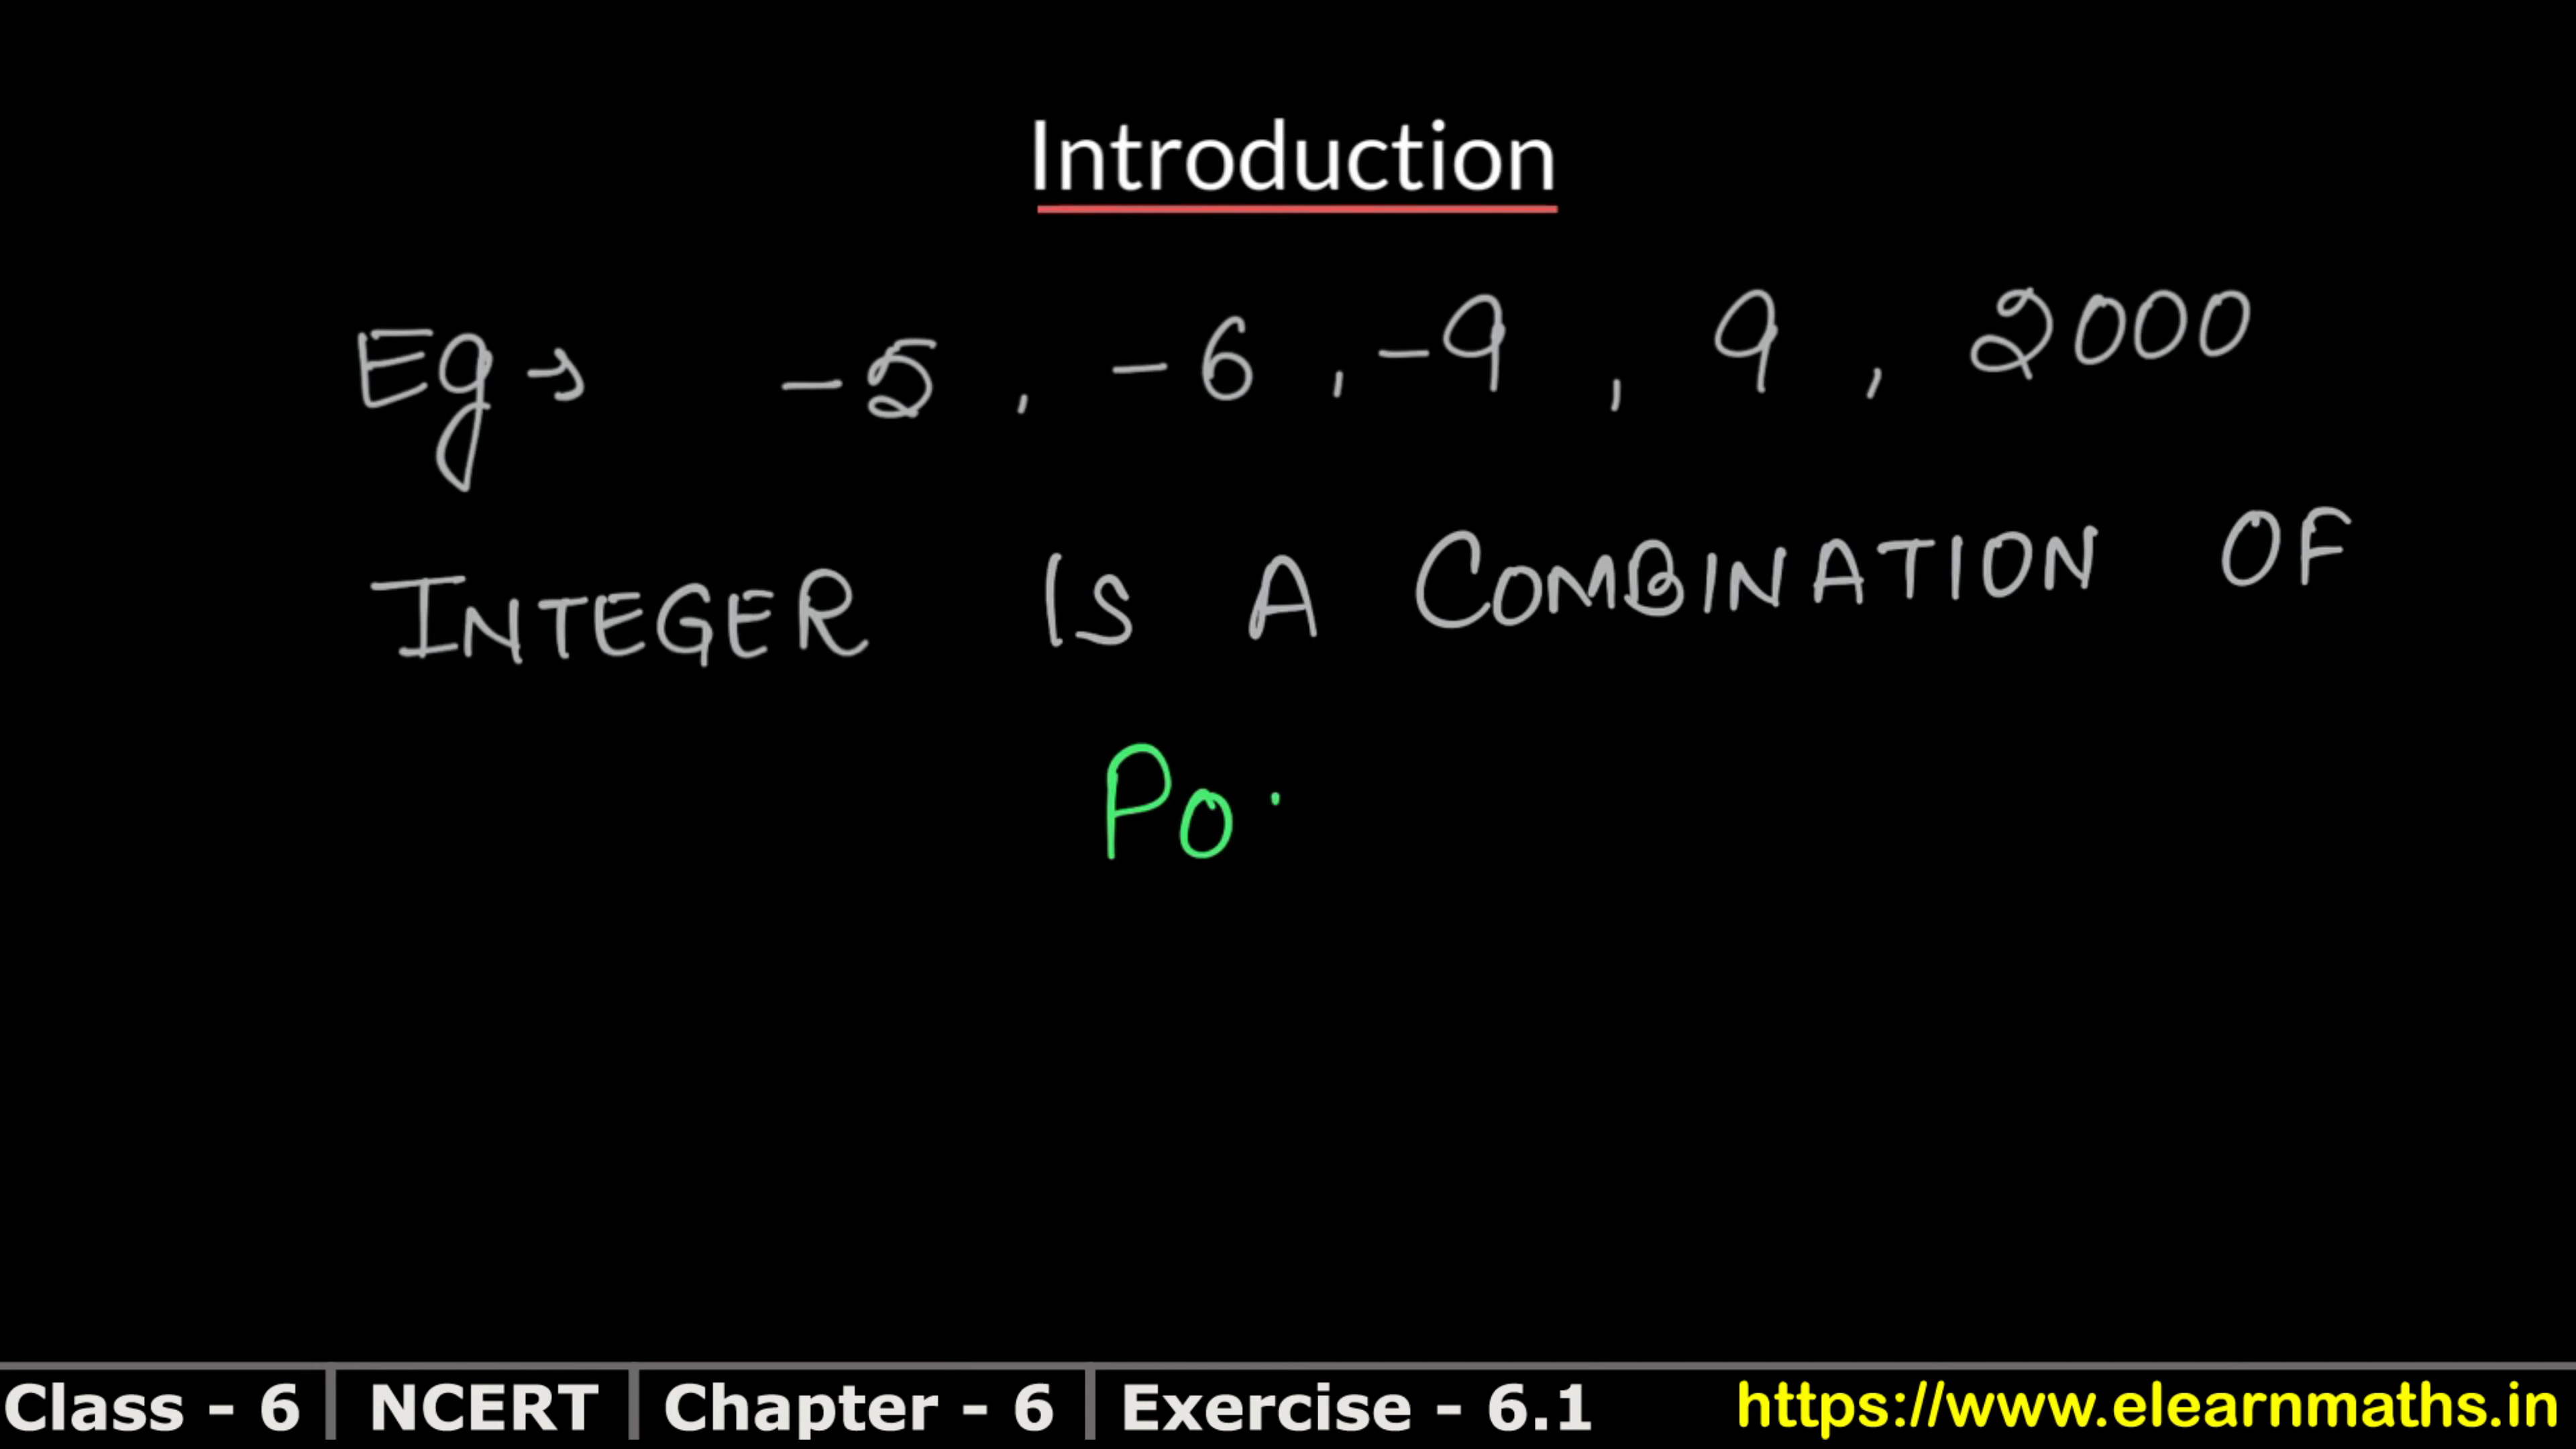 Introduction
Eg → -5 , -6 , -9 , 9 , 2000
INTEGER IS A COMBINATION OF
Po
Class - 6 | NCERT | Chapter - 6 | Exercise - 6.1 https://www.elearnmaths.in